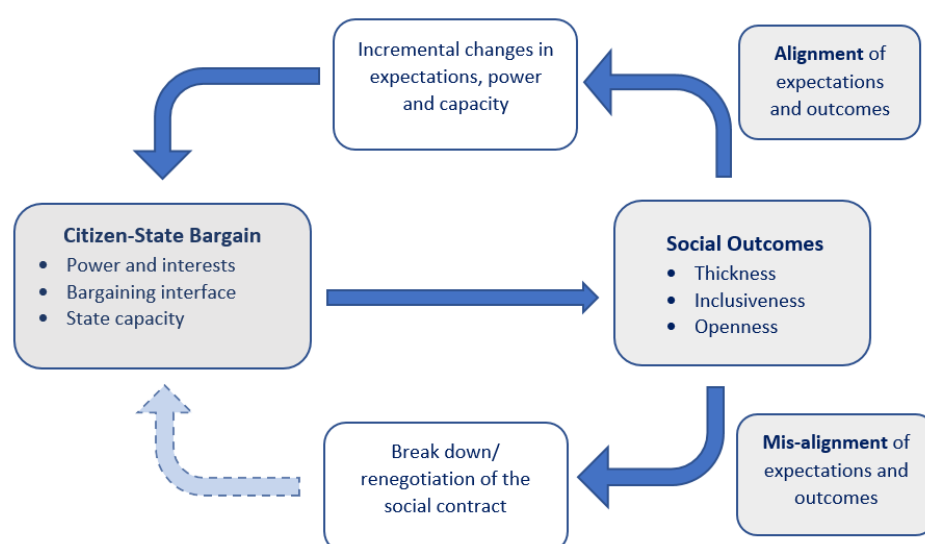 Incremental changes in
expectations, power
and capacity
Alignment of
expectations
and outcomes
Citizen-State Bargain
• Power and interests
• Bargaining interface
• State capacity
Social Outcomes
• Thickness
• Inclusiveness
• Openness
Break down/
renegotiation of the
social contract
Mis-alignment of
expectations and
outcomes